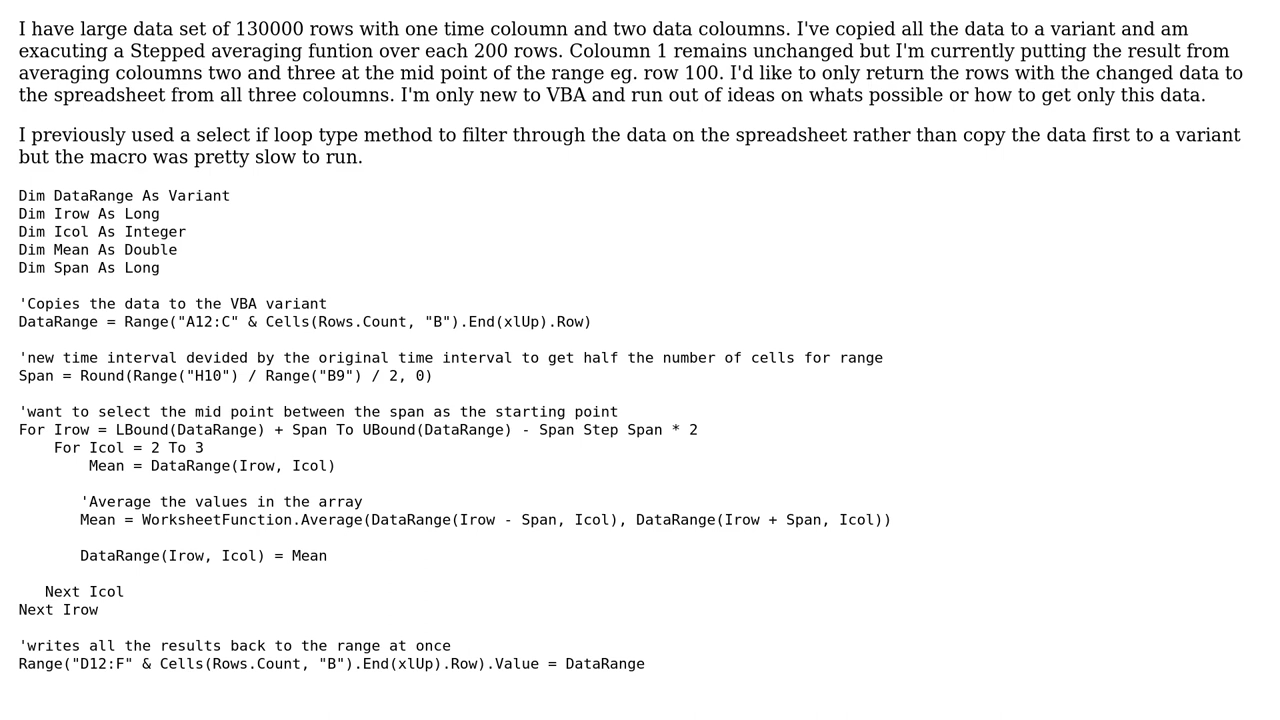 I have large data set of 130000 rows with one time coloumn and two data coloumns. I've copied all the data to a variant and am
exacuting a Stepped averaging funtion over each 200 rows. Coloumn 1 remains unchanged but I'm currently putting the result from
averaging coloumns two and three at the mid point of the range eg. row 100. I'd like to only return the rows with the changed data to
the spreadsheet from all three coloumns. I'm only new to VBA and run out of ideas on whats possible or how to get only this data.
I previously used a select if loop type method to filter through the data on the spreadsheet rather than copy the data first to a variant
but the macro was pretty slow to run.
Dim DataRange As Variant
Dim Irow As Long
Dim Icol As Integer
Dim Mean As Double
Dim Span As Long
'Copies the data to the VBA variant
DataRange = Range("A12:C" & Cells(Rows.Count, "B").End(xlUp).Row)
'new time interval devided by the original time interval to get half the number of cells for range
Span = Round(Range("H10") / Range("B9") / 2, 0)
'want to select the mid point between the span as the starting point
For Irow = LBound(DataRange) + Span To UBound(DataRange) - Span Step Span * 2
    For Icol = 2 To 3
        Mean = DataRange(Irow, Icol)
       'Average the values in the array
       Mean = WorksheetFunction.Average(DataRange(Irow - Span, Icol), DataRange(Irow + Span, Icol))
       DataRange(Irow, Icol) = Mean
   Next Icol
Next Irow
'writes all the results back to the range at once
Range("D12:F" & Cells(Rows.Count, "B").End(xlUp).Row).Value = DataRange